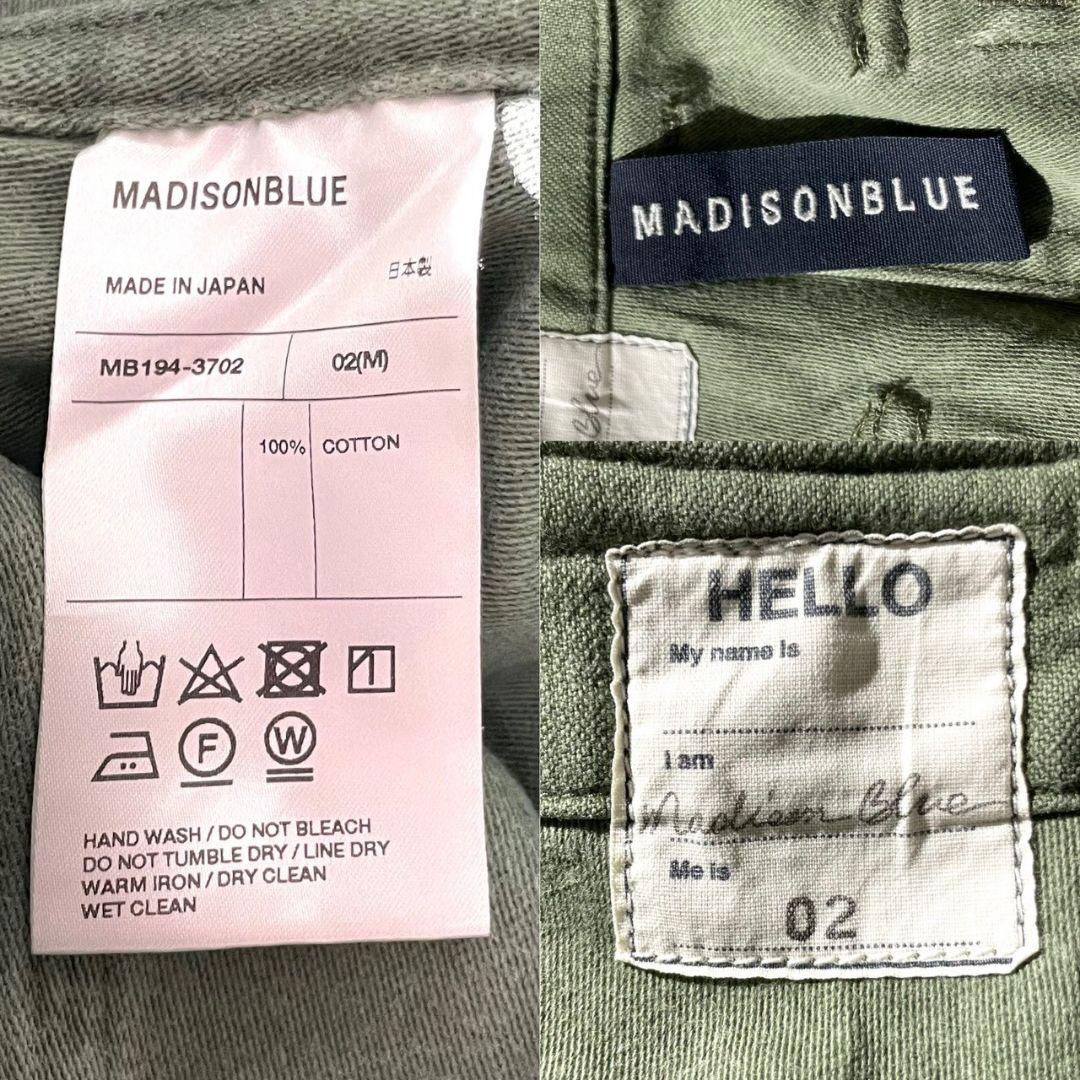 MADISONBLUE
MADE IN JAPAN 日本製
MB194-3702 02(M)
100% COTTON
F W
HAND WASH / DO NOT BLEACH
DO NOT TUMBLE DRY / LINE DRY
WARM IRON / DRY CLEAN
WET CLEAN
MADISONBLUE
Blue
HELLO
My name is
I am
Madison Blue
Me is
02